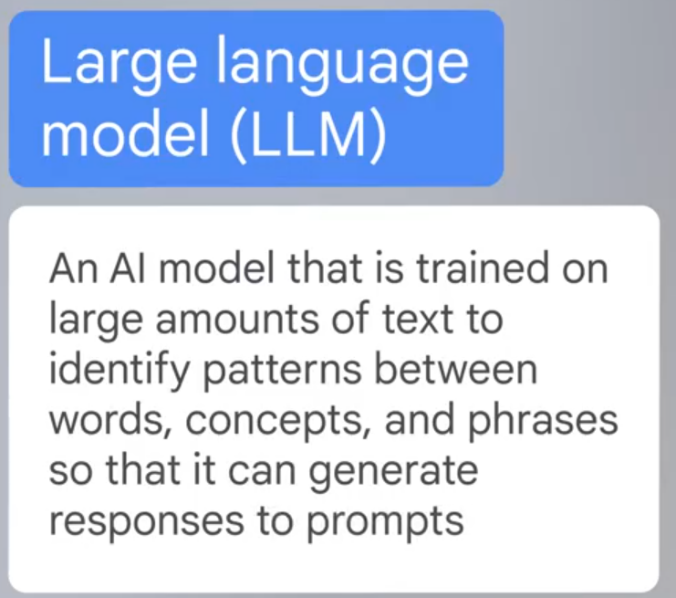 Large language
model (LLM)
An AI model that is trained on
large amounts of text to
identify patterns between
words, concepts, and phrases
so that it can generate
responses to prompts